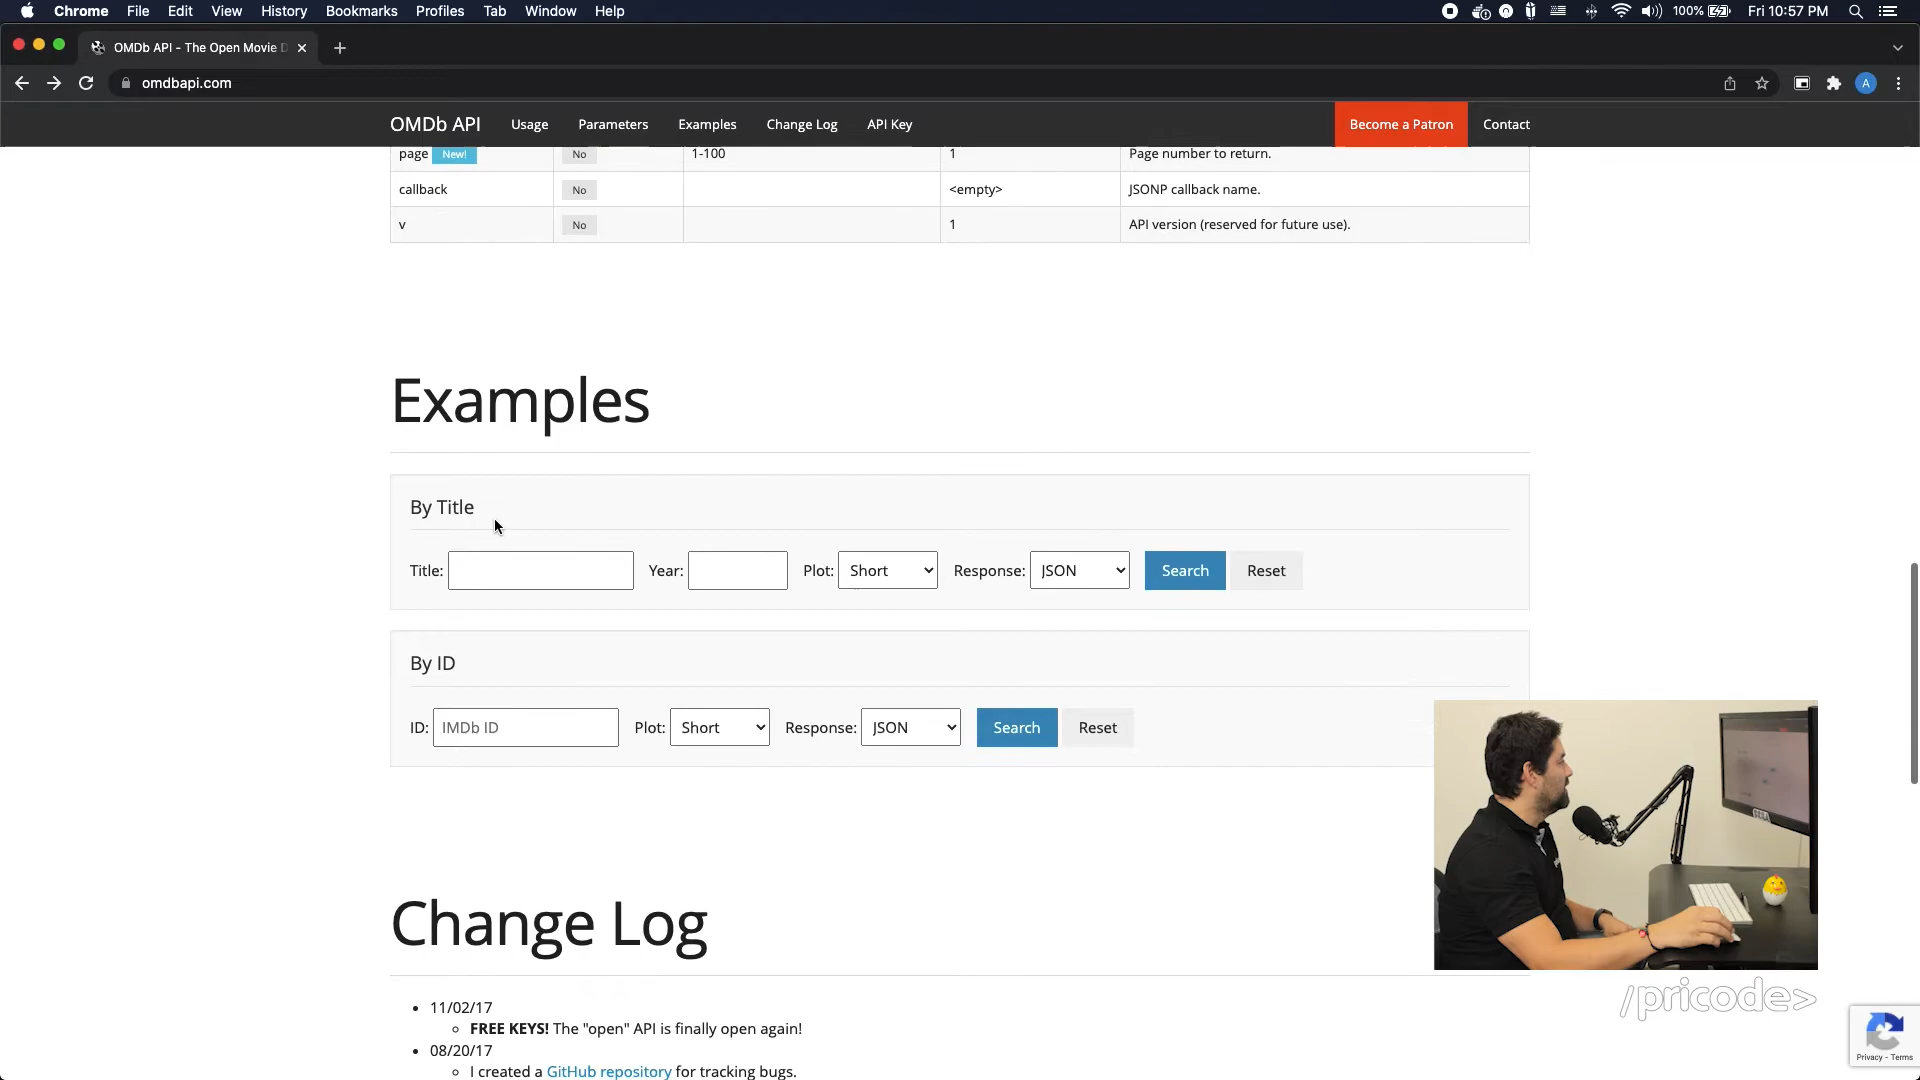 Chrome File Edit View History Bookmarks Profiles Tab Window Help 100% Fri 10:57 PM
OMDb API - The Open Movie D
omdbapi.com A
OMDb API Usage Parameters Examples Change Log API Key Become a Patron Contact
page New! No 1-100 1 Page number to return.
callback No <empty> JSONP callback name.
v No 1 API version (reserved for future use).
Examples
By Title
Title: Year: Plot: Short Response: JSON Search Reset
By ID
ID: IMDb ID Plot: Short Response: JSON Search Reset
Change Log
11/02/17
FREE KEYS! The "open" API is finally open again!
08/20/17
I created a GitHub repository for tracking bugs.
/pricode>
Privacy - Terms